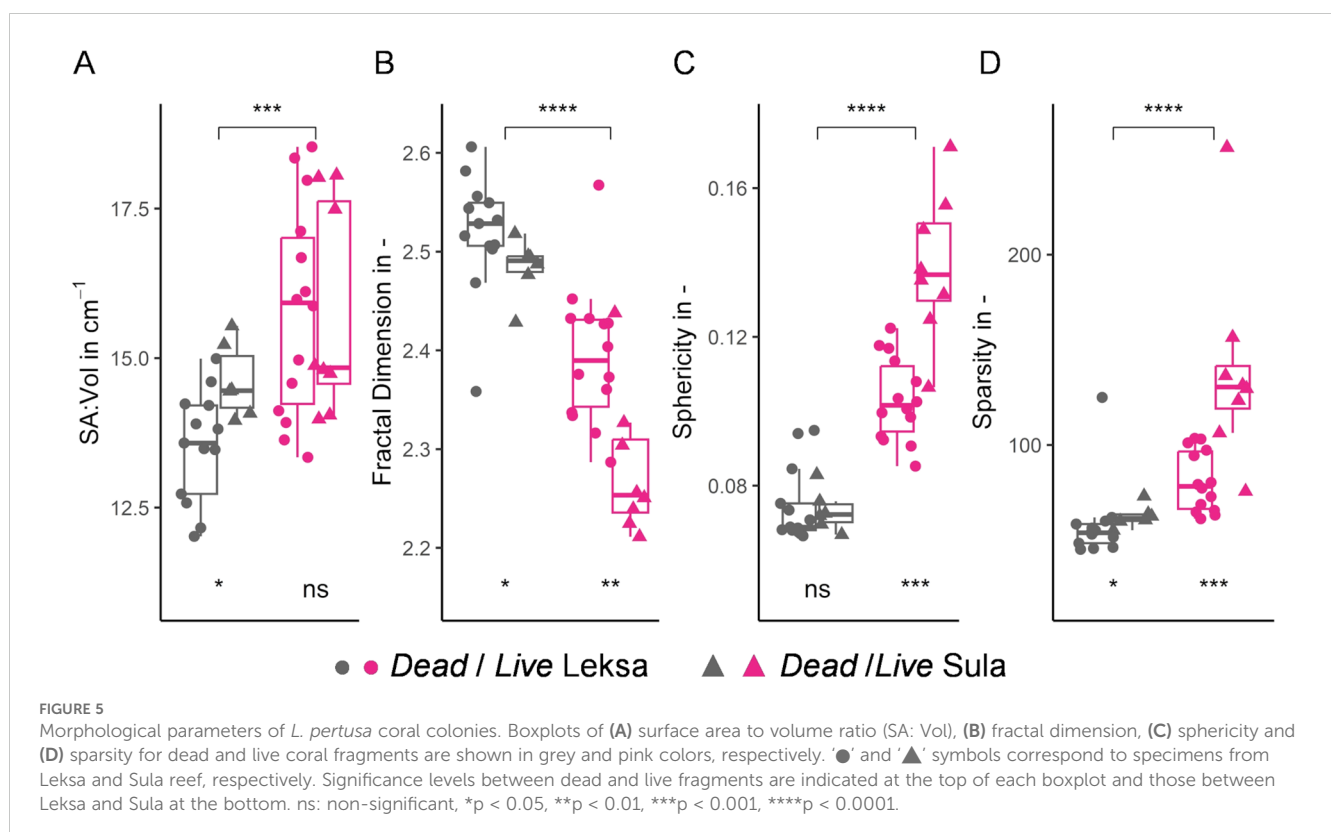 A
B
C
D
***
****
****
****
SA:Vol in cm⁻¹
17.5
15.0
12.5
*
ns
Fractal Dimension in -
2.6
2.5
2.4
2.3
2.2
*
**
Sphericity in -
0.16
0.12
0.08
ns
***
Sparsity in -
200
100
*
***
● ● Dead / Live Leksa ▲ ▲ Dead /Live Sula
FIGURE 5
Morphological parameters of L. pertusa coral colonies. Boxplots of (A) surface area to volume ratio (SA: Vol), (B) fractal dimension, (C) sphericity and
(D) sparsity for dead and live coral fragments are shown in grey and pink colors, respectively. ‘●’ and ‘▲’ symbols correspond to specimens from
Leksa and Sula reef, respectively. Significance levels between dead and live fragments are indicated at the top of each boxplot and those between
Leksa and Sula at the bottom. ns: non-significant, *p < 0.05, **p < 0.01, ***p < 0.001, ****p < 0.0001.